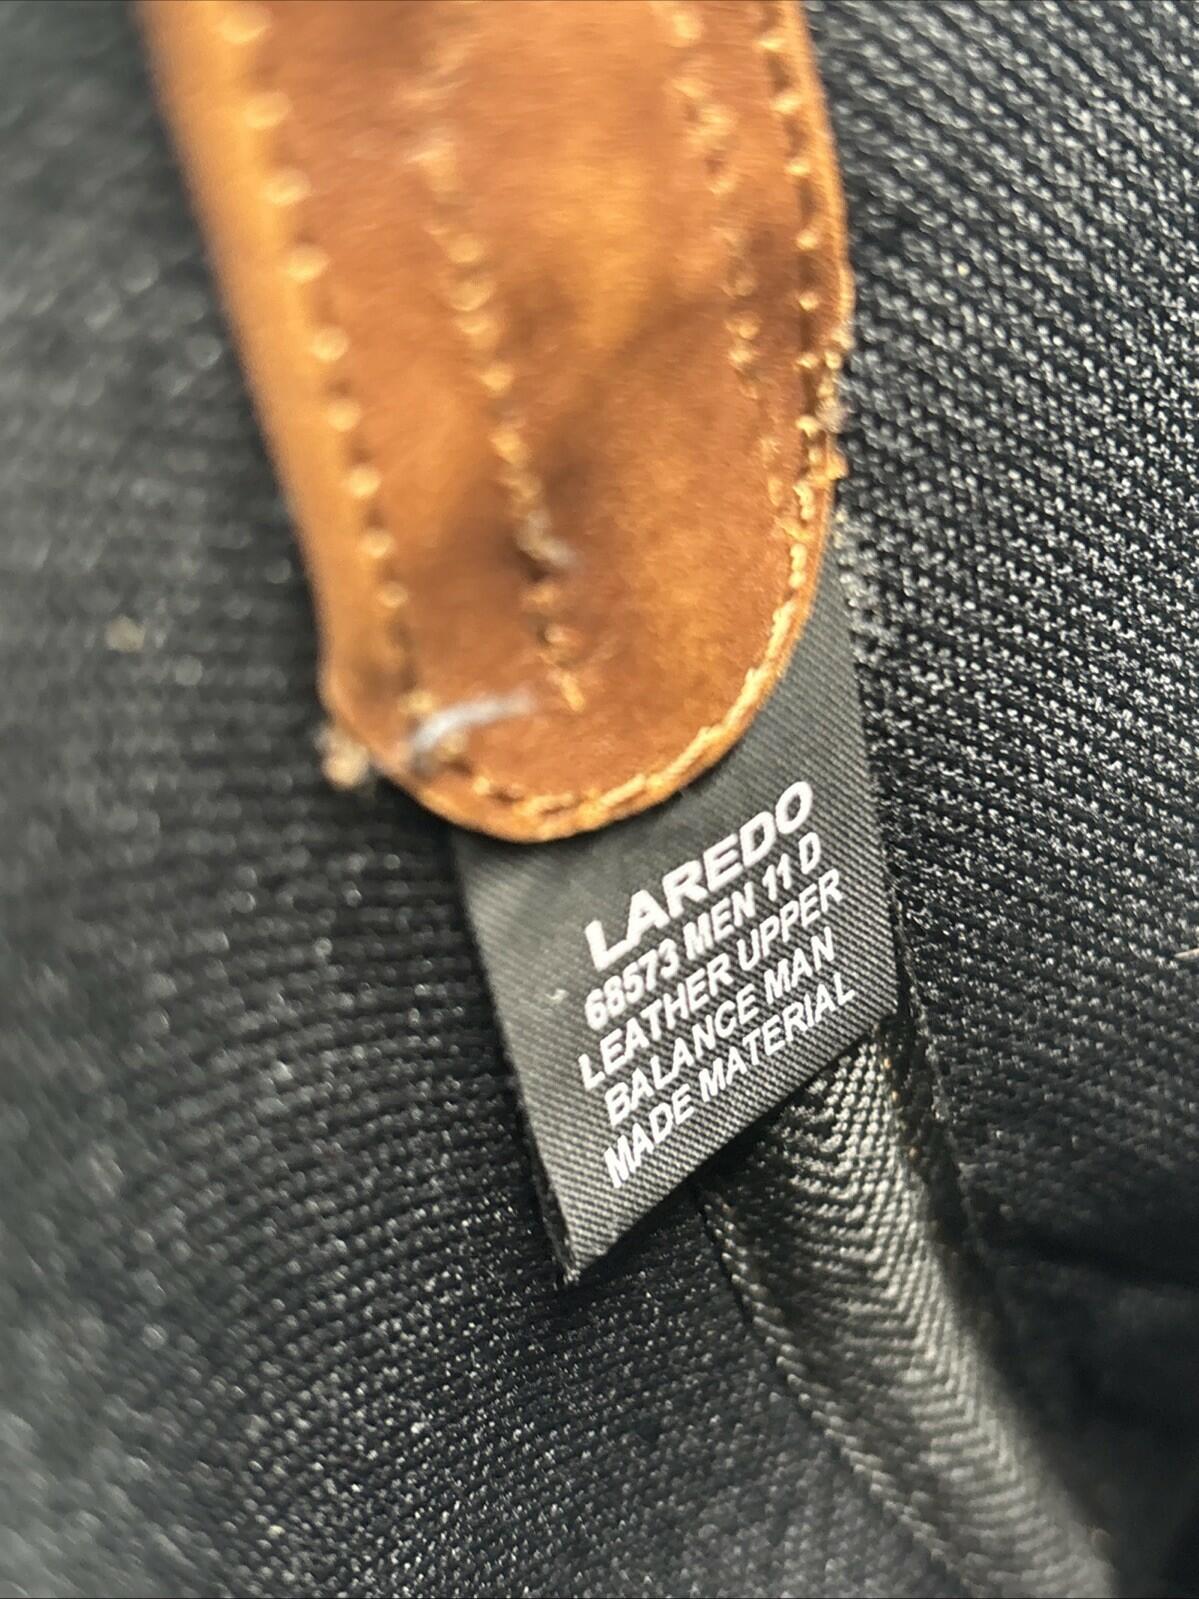 LAREDO
68573 MEN 11 D
LEATHER UPPER
BALANCE MAN
MADE MATERIAL